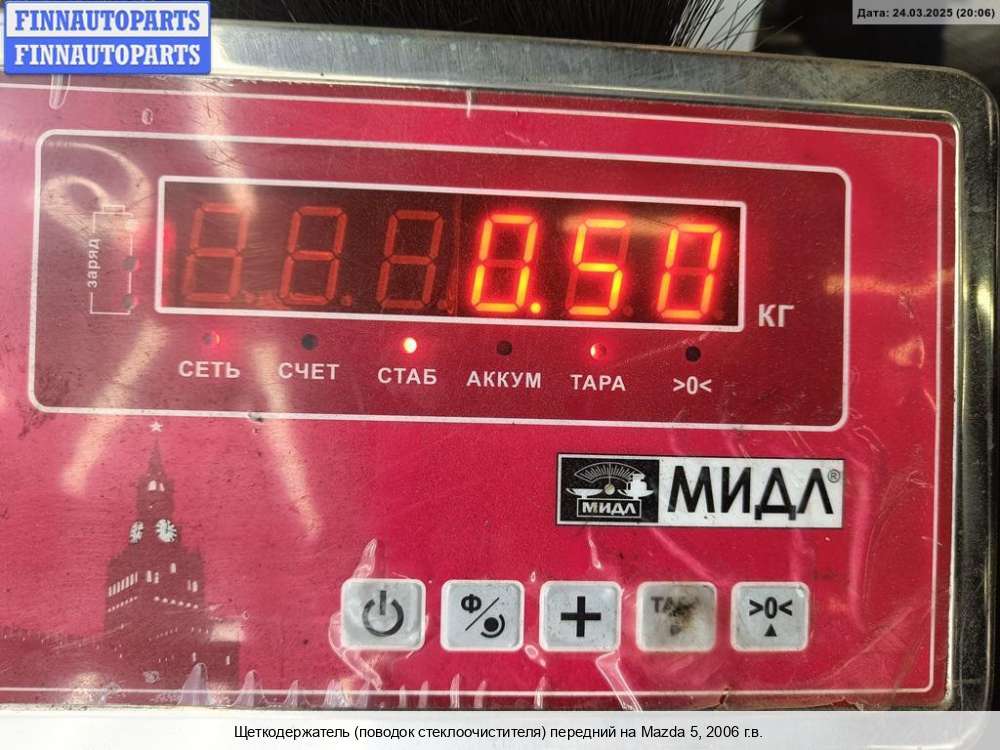 FINNAUTOPARTS
FINNAUTOPARTS
Дата: 24.03.2025 (20:06)
заряд
0.50
КГ
СЕТЬ СЧЕТ СТАБ АККУМ ТАРА >0<
МИДЛ
МИДЛ®
Ф
>0<
Щеткодержатель (поводок стеклоочистителя) передний на Mazda 5, 2006 г.в.